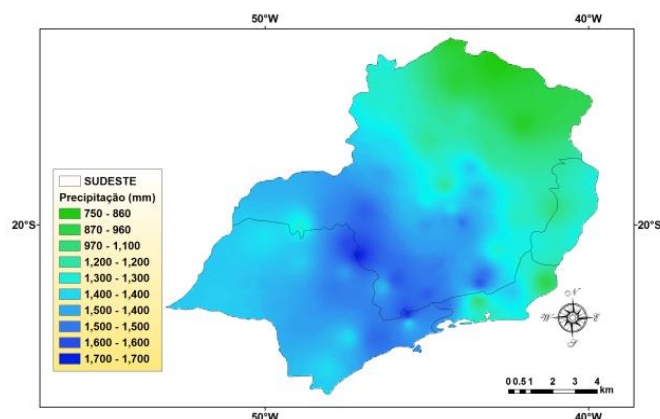 50°W
40°W
SUDESTE
Precipitação (mm)
750 - 860
870 - 960
970 - 1,100
1,200 - 1,200
1,300 - 1,300
1,400 - 1,400
1,500 - 1,400
1,500 - 1,500
1,600 - 1,600
1,700 - 1,700
20°S
20°S
N
W
E
S
0 0.5 1 2 3 4
km
50°W
40°W